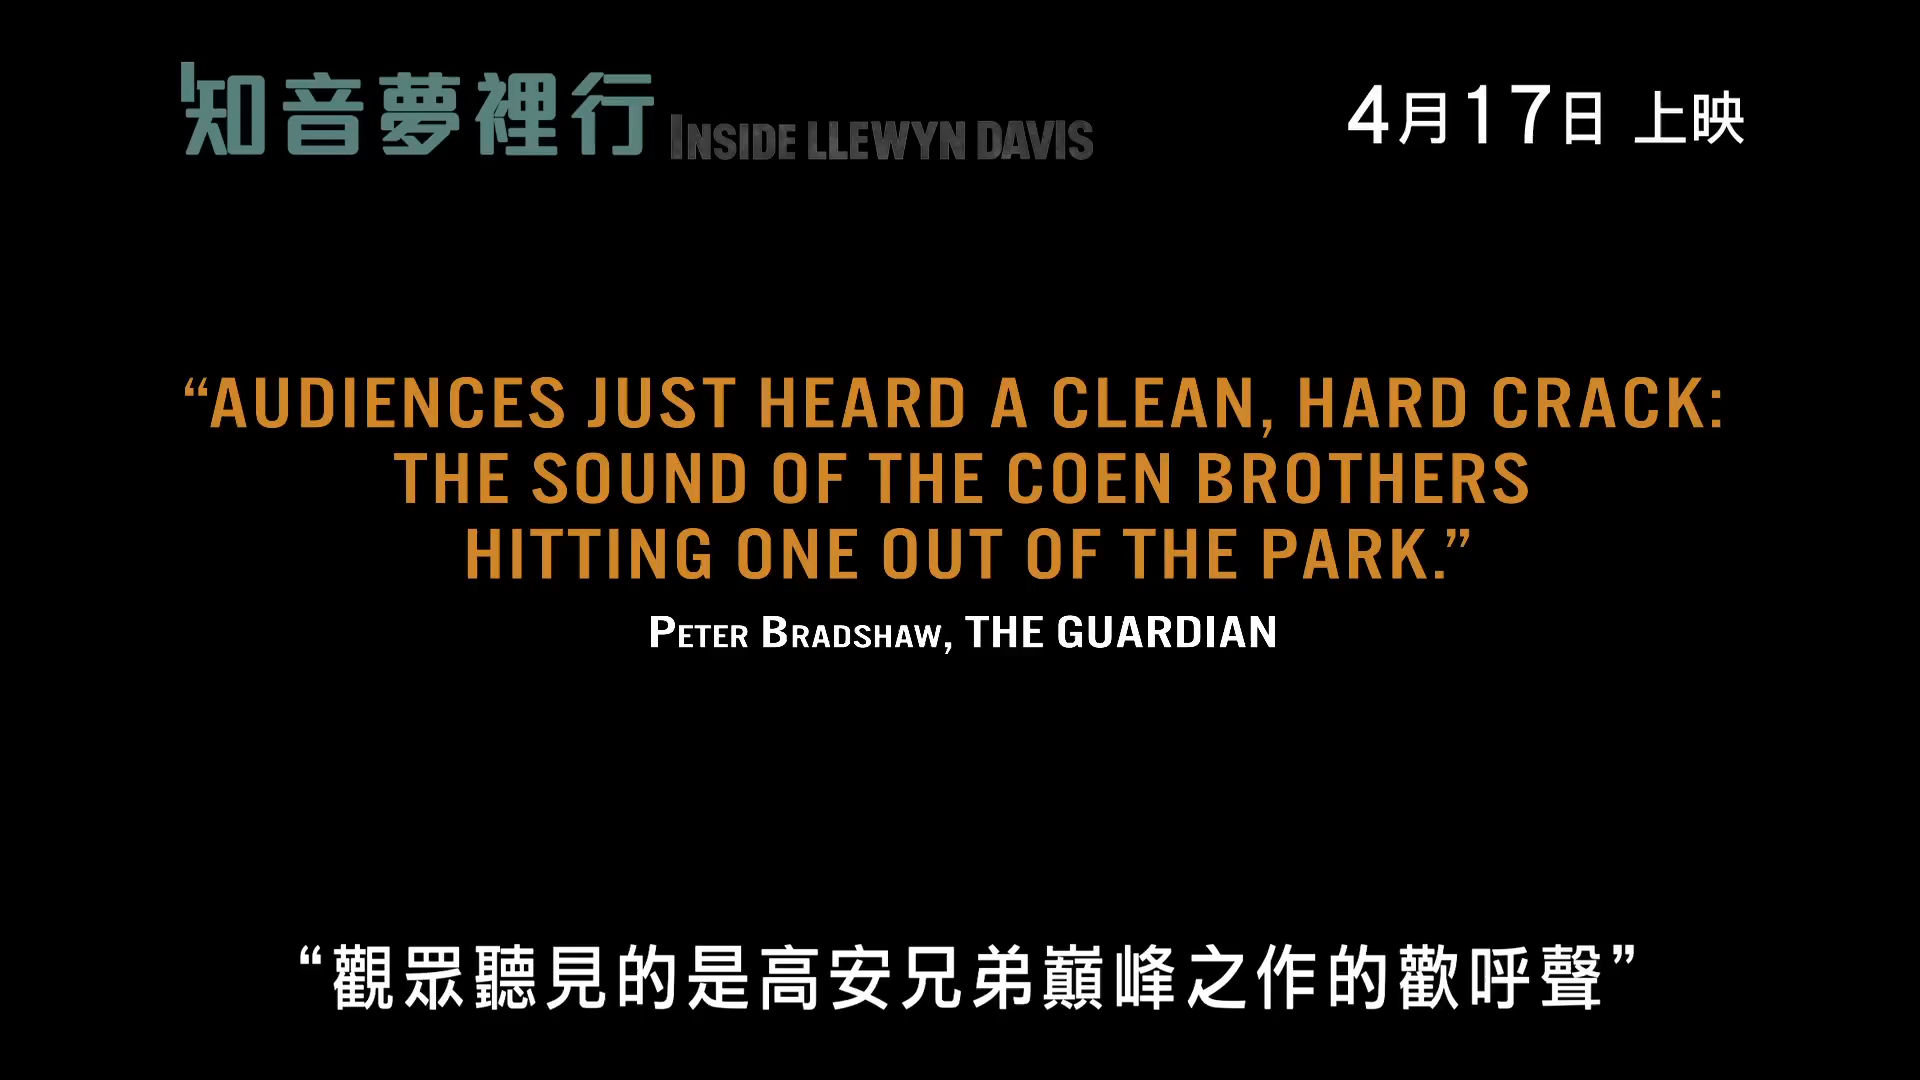 知音夢裡行 INSIDE LLEWYN DAVIS
4月17日 上映
“AUDIENCES JUST HEARD A CLEAN, HARD CRACK:
THE SOUND OF THE COEN BROTHERS
HITTING ONE OUT OF THE PARK.”
PETER BRADSHAW, THE GUARDIAN
“觀眾聽見的是高安兄弟巔峰之作的歡呼聲”